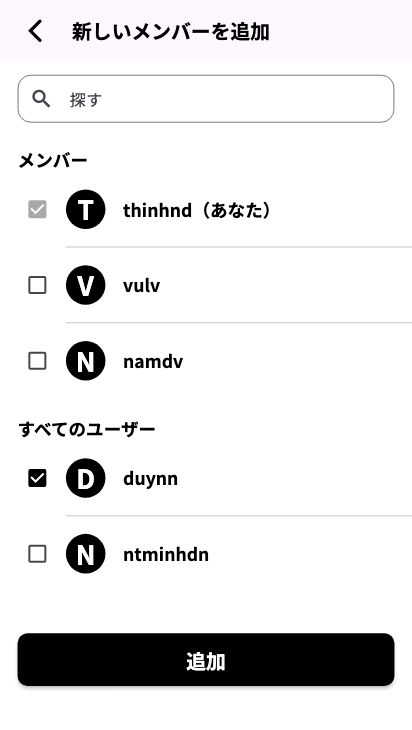 新しいメンバーを追加
探す
メンバー
T thinhnd（あなた）
V vulv
N namdv
すべてのユーザー
D duynn
N ntminhdn
追加